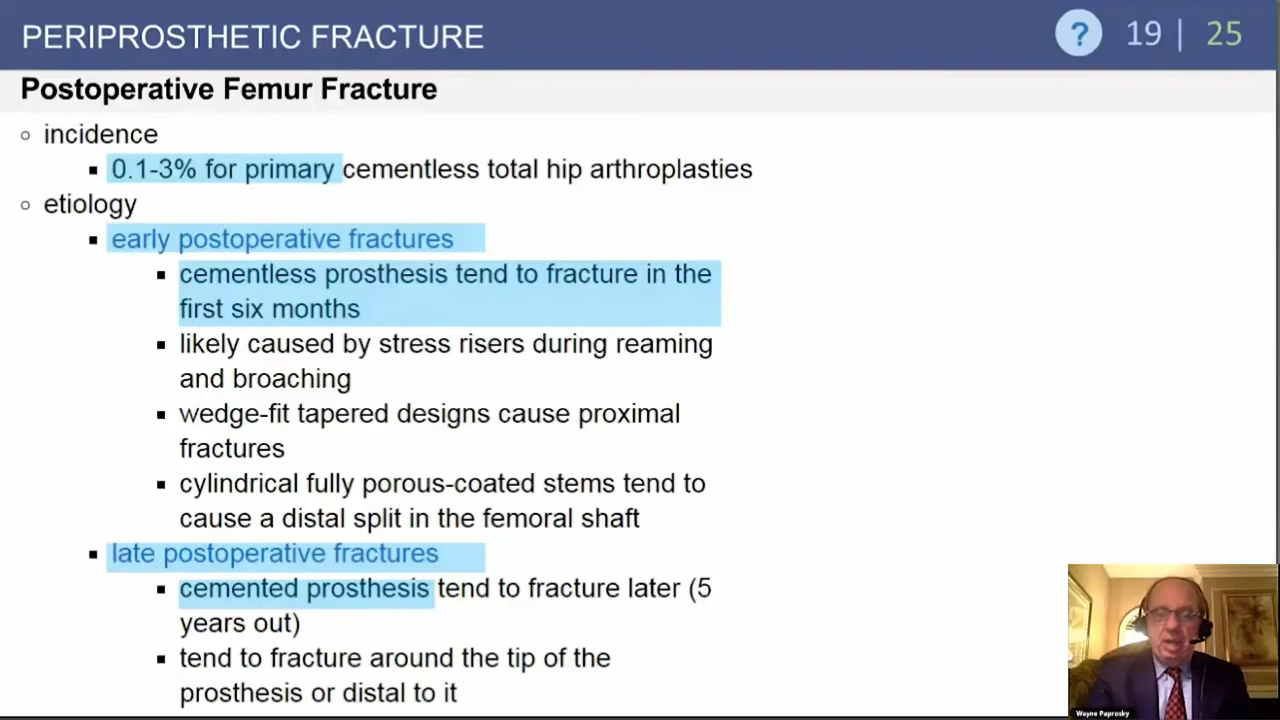 PERIPROSTHETIC FRACTURE
? 19 | 25
Postoperative Femur Fracture
incidence
0.1-3% for primary cementless total hip arthroplasties
etiology
early postoperative fractures
cementless prosthesis tend to fracture in the
first six months
likely caused by stress risers during reaming
and broaching
wedge-fit tapered designs cause proximal
fractures
cylindrical fully porous-coated stems tend to
cause a distal split in the femoral shaft
late postoperative fractures
cemented prosthesis tend to fracture later (5
years out)
tend to fracture around the tip of the
prosthesis or distal to it
Wayne Paprosky